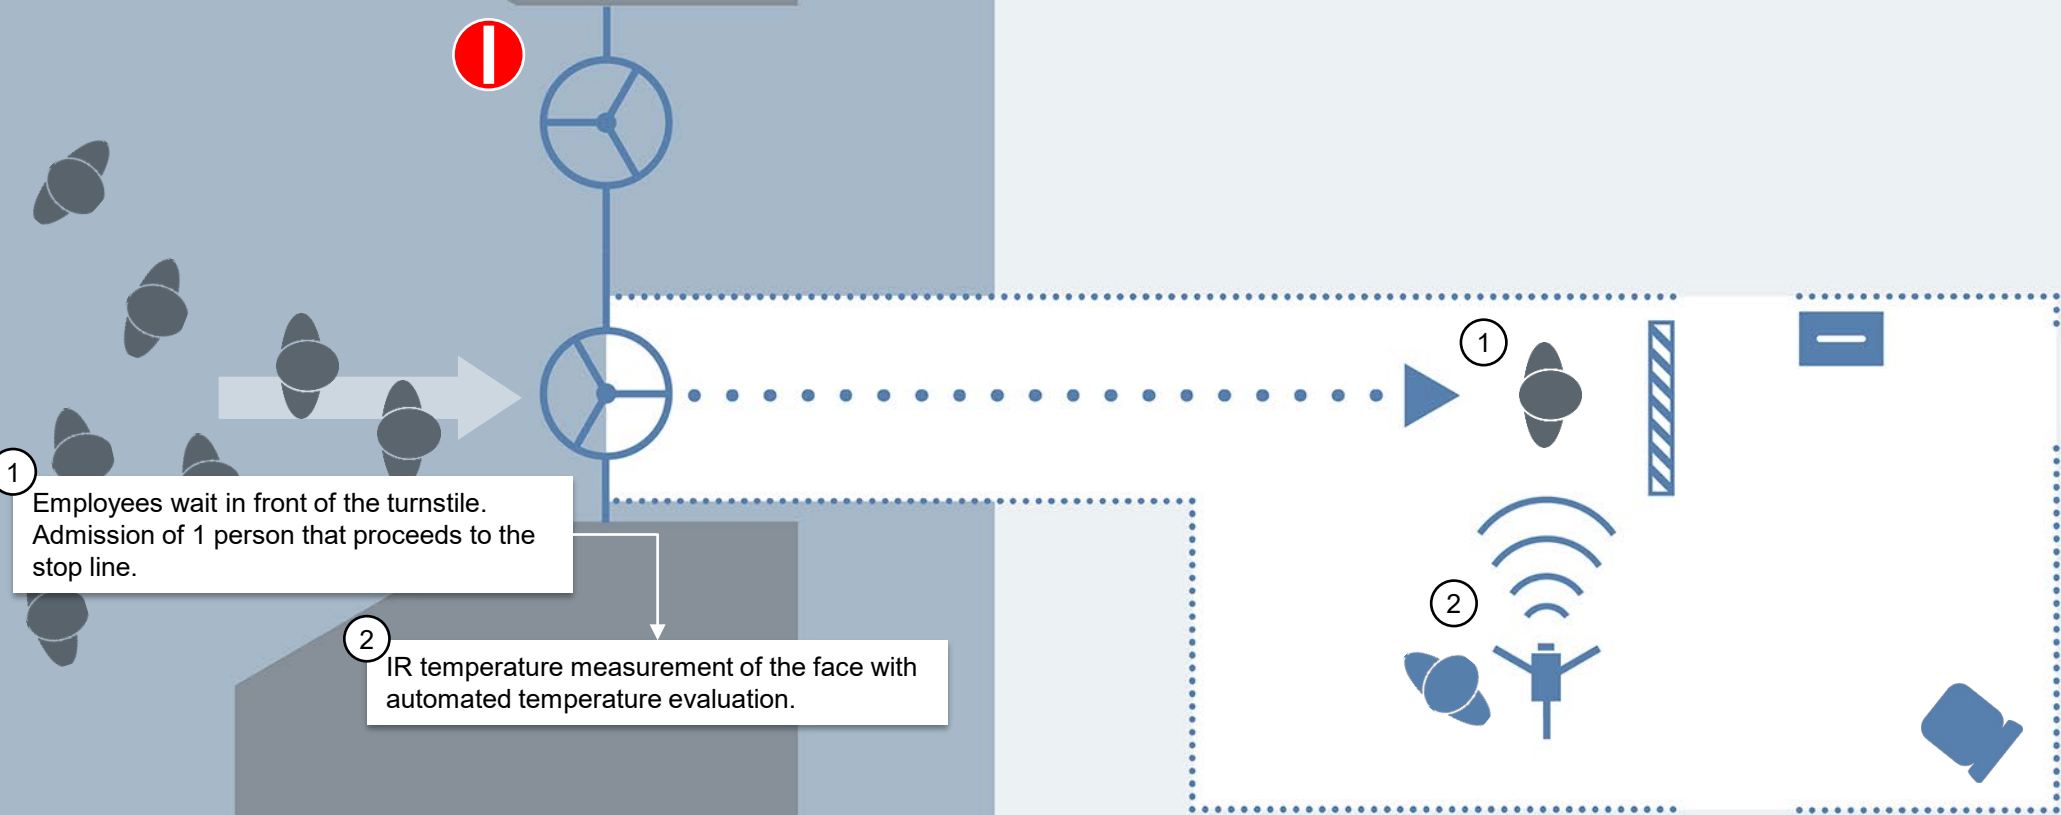 1
1
Employees wait in front of the turnstile.
Admission of 1 person that proceeds to the
stop line.
2
2
IR temperature measurement of the face with
automated temperature evaluation.